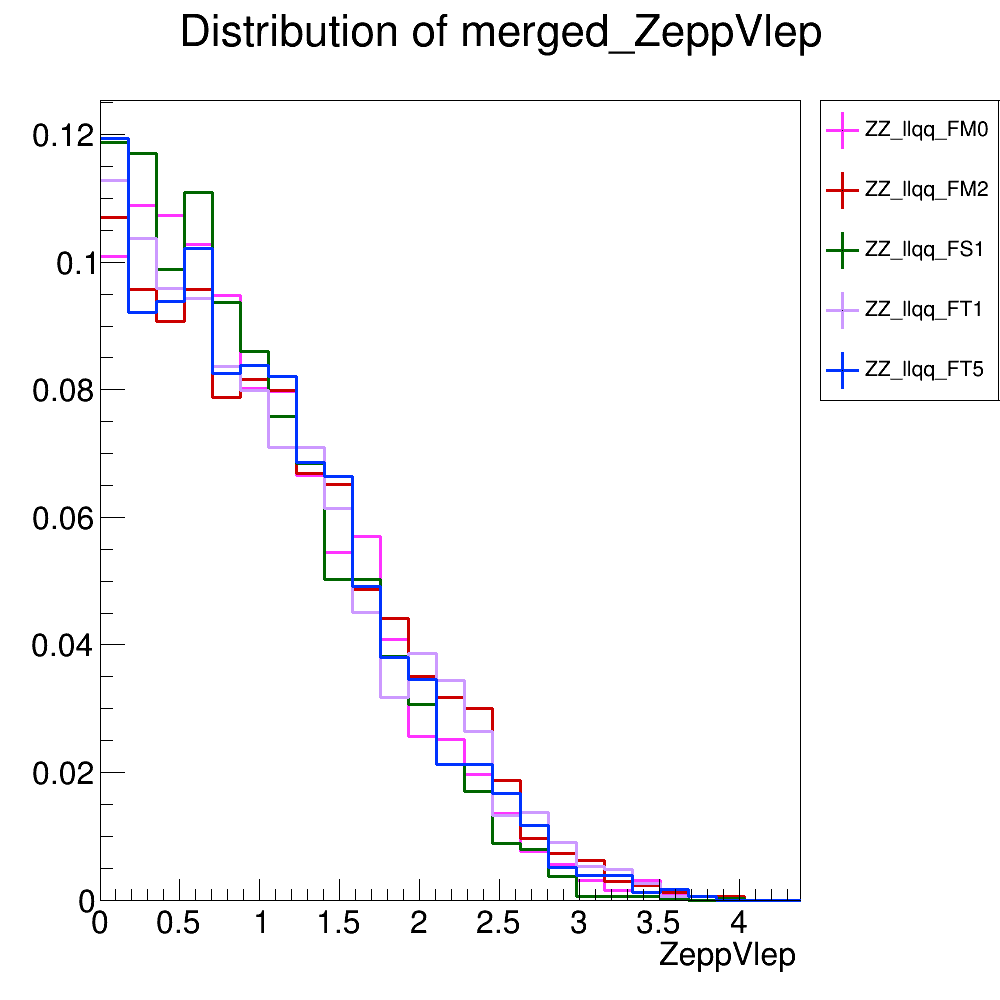 Distribution of merged_ZeppVlep
0.12
0.1
0.08
0.06
0.04
0.02
0
0 0.5 1 1.5 2 2.5 3 3.5 4
ZeppVlep
ZZ_llqq_FM0
ZZ_llqq_FM2
ZZ_llqq_FS1
ZZ_llqq_FT1
ZZ_llqq_FT5